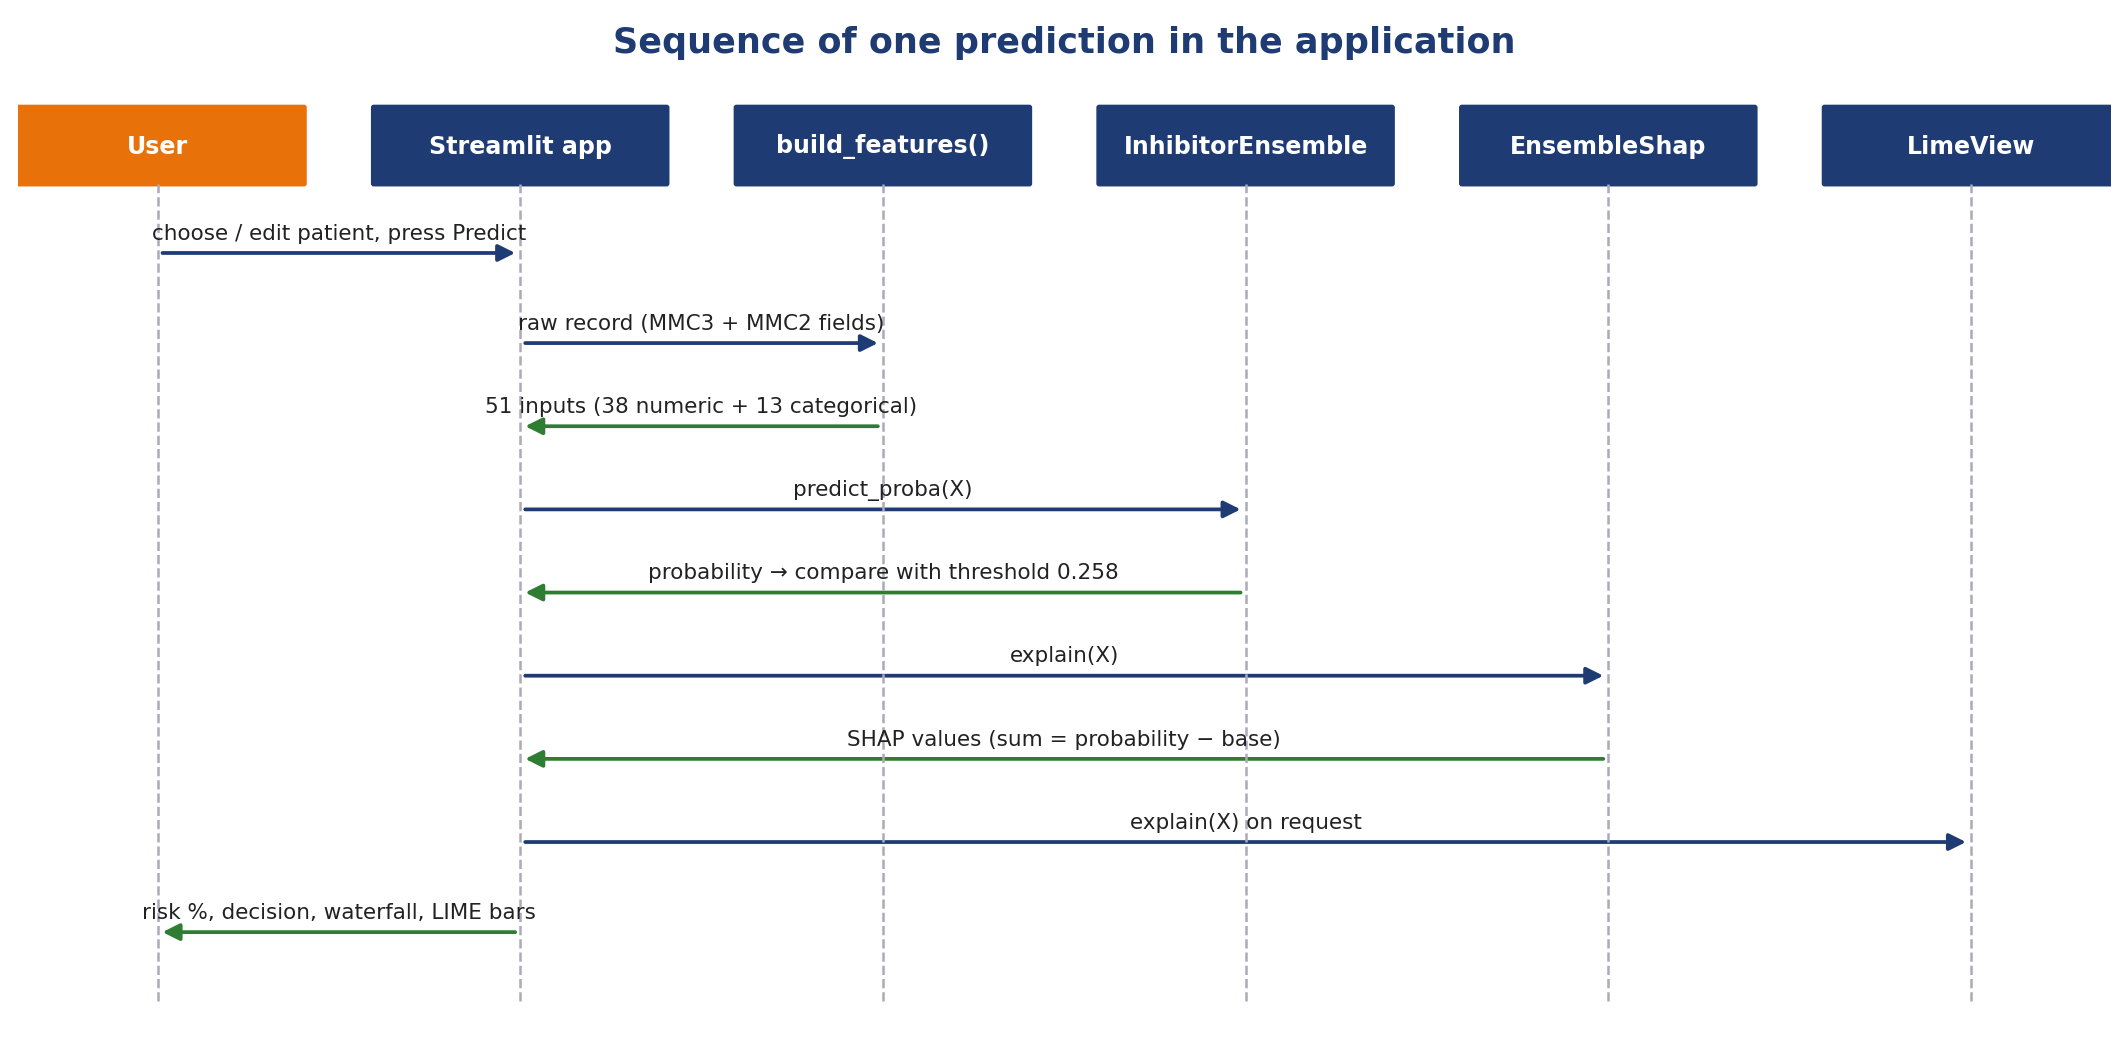 Sequence of one prediction in the application
User
Streamlit app
build_features()
InhibitorEnsemble
EnsembleShap
LimeView
choose / edit patient, press Predict
raw record (MMC3 + MMC2 fields)
51 inputs (38 numeric + 13 categorical)
predict_proba(X)
probability → compare with threshold 0.258
explain(X)
SHAP values (sum = probability − base)
explain(X) on request
risk %, decision, waterfall, LIME bars